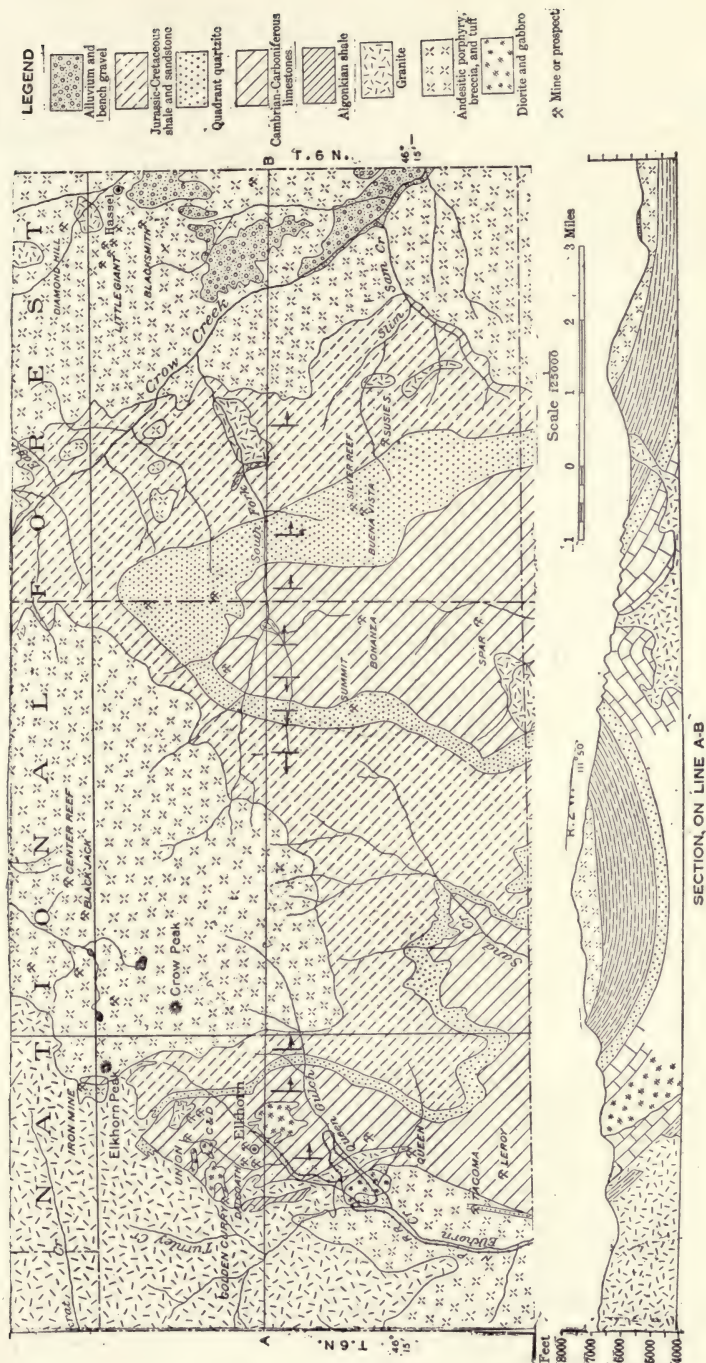 LEGEND
Alluvium and
bench gravel
Jurassic-Cretaceous
shale and sandstone
Quadrant quartzite
Cambrian-Carboniferous
limestones
Algonkian shale
Granite
Andesitic porphyry,
breccia, and tuff
Diorite and gabbro
Mine or prospect
NATIONAL FOREST
IRON MINE
Elkhorn Peak
CENTER REEF
BLACKJACK
Crow Peak
DIAMOND HILL
Hassel
LITTLE GIANT
BLACKSMITH
Crow Creek
Turnley Cr
UNION
C&D
GOLDEN CURRY
Elkhorn
A
B
T. 6 N.
T. 6 N.
46°
15'
46°
15'
South Fork
SILVER REEF
BUENA VISTA
SUSIE S.
Slim Sam Cr
SUMMIT
BONANZA
SPAR
Queen Gulch
QUEEN
TACOMA
LEROY
Elkhorn
Cr
R. 2 W.
111°50'
Scale 1/125000
1 0 1 2 3 Miles
Feet
8000
7000
6000
5000
4000
SECTION ON LINE A-B